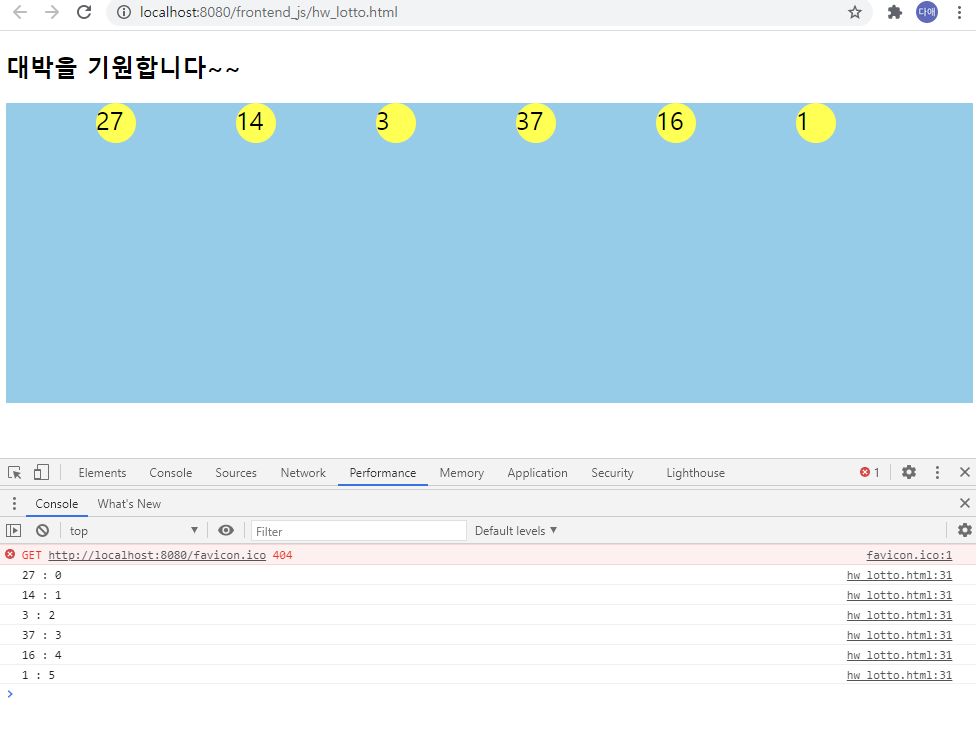 localhost:8080/frontend_js/hw_lotto.html 다애
대박을 기원합니다~~
27 14 3 37 16 1
Elements Console Sources Network Performance Memory Application Security Lighthouse 1
Console What's New
top Filter Default levels
GET http://localhost:8080/favicon.ico 404 favicon.ico:1
27 : 0 hw_lotto.html:31
14 : 1 hw_lotto.html:31
3 : 2 hw_lotto.html:31
37 : 3 hw_lotto.html:31
16 : 4 hw_lotto.html:31
1 : 5 hw_lotto.html:31